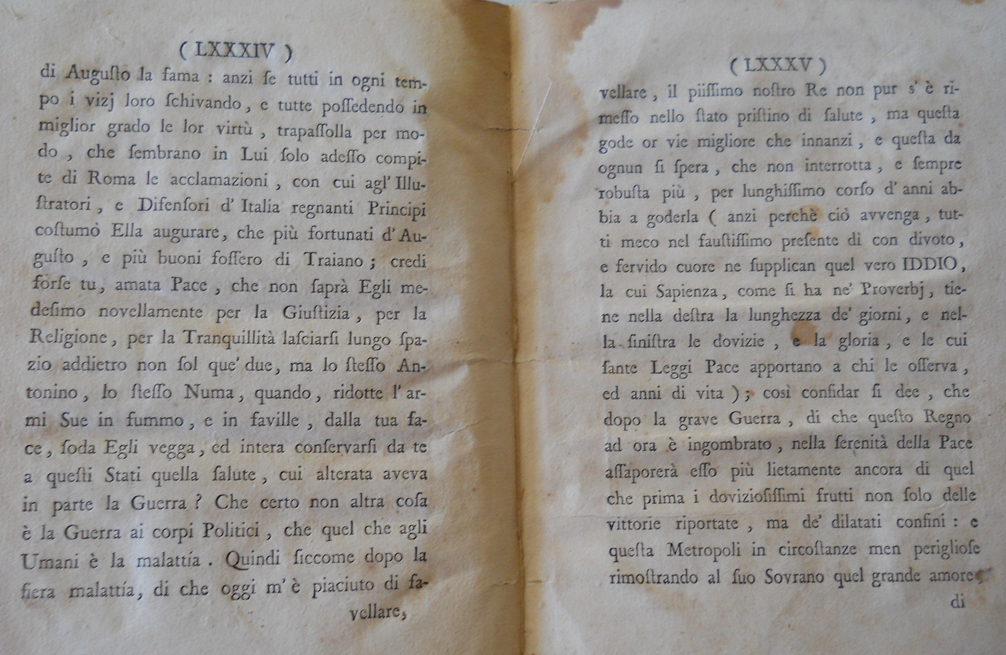 ( LXXXIV )
di Auguſto la fama : anzi ſe tutti in ogni tem-
po i vizj loro ſchivando , e tutte poſſedendo in
miglior grado le lor virtù , trapaſſolla per mo-
do , che ſembrano in Lui ſolo adeſſo compi-
te di Roma le acclamazioni , con cui agl' Illu-
ſtratori , e Difenſori d' Italia regnanti Principi
coſtumò Ella augurare, che più fortunati d' Au-
guſto , e più buoni foſſero di Traiano ; credi
forſe tu, amata Pace , che non ſaprà Egli me-
deſimo novellamente per la Giuſtizia , per la
Religione, per la Tranquillità laſciarſi lungo ſpa-
zio addietro non ſol que' due, ma lo ſteſſo An-
tonino, lo ſteſſo Numa, quando, ridotte l' ar-
mi Sue in fummo, e in faville , dalla tua fa-
ce, ſoda Egli vegga, ed intera conſervarſi da te
a queſti Stati quella ſalute, cui alterata aveva
in parte la Guerra ? Che certo non altra coſa
è la Guerra ai corpi Politici , che quel che agli
Umani è la malattía . Quindi ſiccome dopo la
fiera malattía, di che oggi m' è piaciuto di fa-
vellare,
( LXXXV )
vellare, il piiſſimo noſtro Re non pur s' è ri-
meſſo nello ſtato priſtino di ſalute , ma queſta
gode or vie migliore che innanzi , e queſta da
ognun ſi ſpera , che non interrotta , e ſempre
robuſta più , per lunghiſſimo corſo d' anni ab-
bia a goderla ( anzi perchè ciò avvenga , tut-
ti meco nel fauſtiſſimo preſente dì con divoto,
e fervido cuore ne ſupplican quel vero IDDIO,
la cui Sapienza, come ſi ha ne' Proverbj, tie-
ne nella deſtra la lunghezza de' giorni, e nel-
la ſiniſtra le dovizie, e la gloria, e le cui
ſante Leggi Pace apportano a chi le oſſerva,
ed anni di vita ) ; così confidar ſi dee , che
dopo la grave Guerra , di che queſto Regno
ad ora è ingombrato , nella ſerenità della Pace
aſſaporerà eſſo più lietamente ancora di quel
che prima i dovizioſiſſimi frutti non ſolo delle
vittorie riportate , ma de' dilatati confini : e
queſta Metropoli in circoſtanze men periglioſe
rimoſtrando al ſuo Sovrano quel grande amore
di